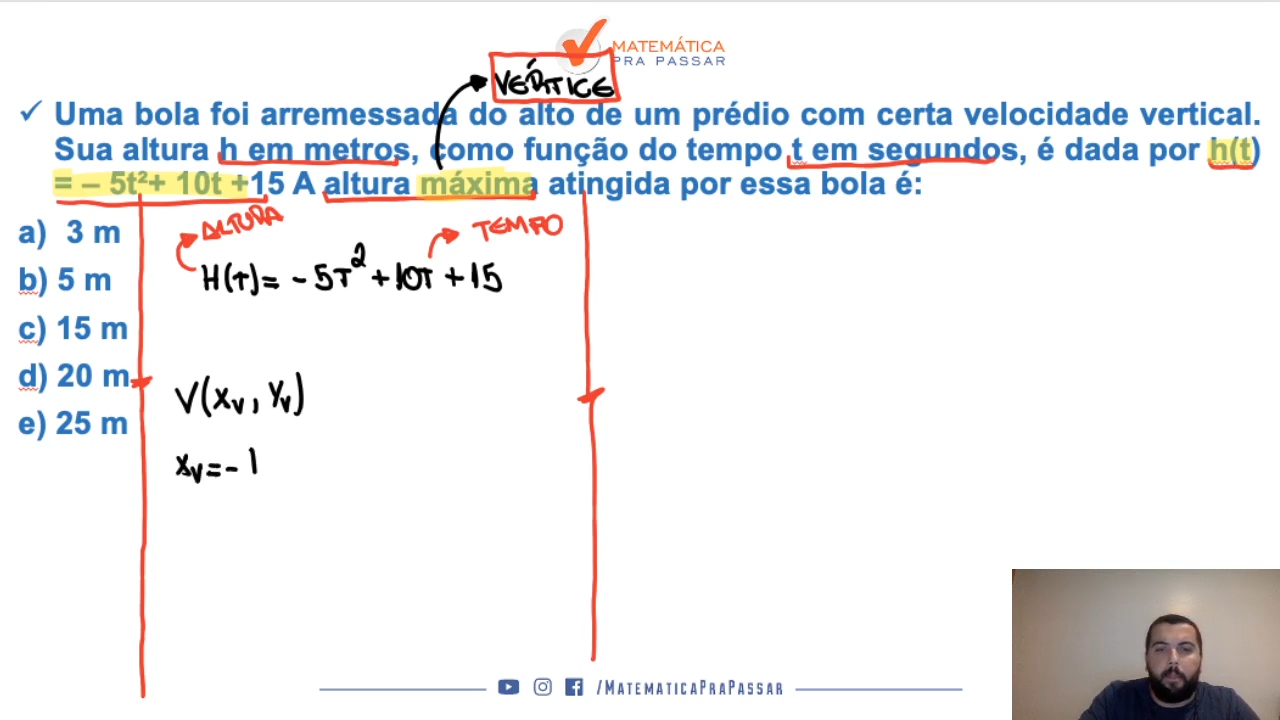 MATEMÁTICA
PRA PASSAR
VÉRTICE
✓ Uma bola foi arremessada do alto de um prédio com certa velocidade vertical.
Sua altura h em metros, como função do tempo t em segundos, é dada por h(t)
= – 5t²+ 10t +15 A altura máxima atingida por essa bola é:
a) 3 m
b) 5 m
c) 15 m
d) 20 m
e) 25 m
ALTURA
TEMPO
H(T)= - 5T² + 10T + 15
V(Xv, Yv)
Xv = - 1
/MATEMATICAPRAPASSAR